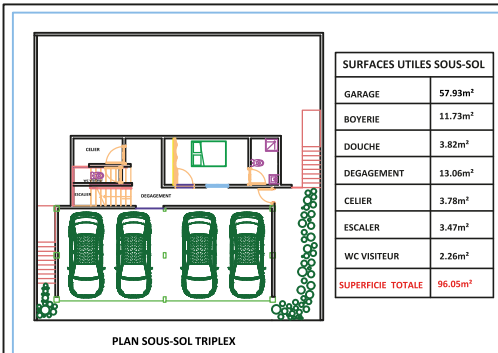 SURFACES UTILES SOUS-SOL
GARAGE 57.93m²
BOYERIE 11.73m²
DOUCHE 3.82m²
DEGAGEMENT 13.06m²
CELIER 3.78m²
ESCALER 3.47m²
WC VISITEUR 2.26m²
SUPERFICIE TOTALE 96.05m²
CELIER
ESCALER
DEGAGEMENT
PLAN SOUS-SOL TRIPLEX